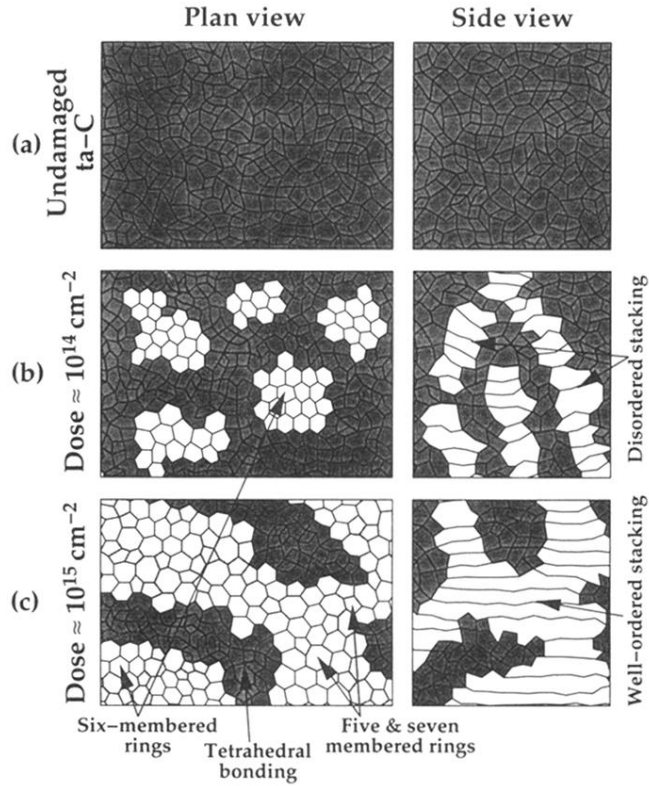 Plan view
Side view
(a)
Undamaged
ta-C
(b)
Dose ≈ 10¹⁴ cm⁻²
Disordered stacking
(c)
Dose ≈ 10¹⁵ cm⁻²
Well-ordered stacking
Six-membered
rings
Tetrahedral
bonding
Five & seven
membered rings